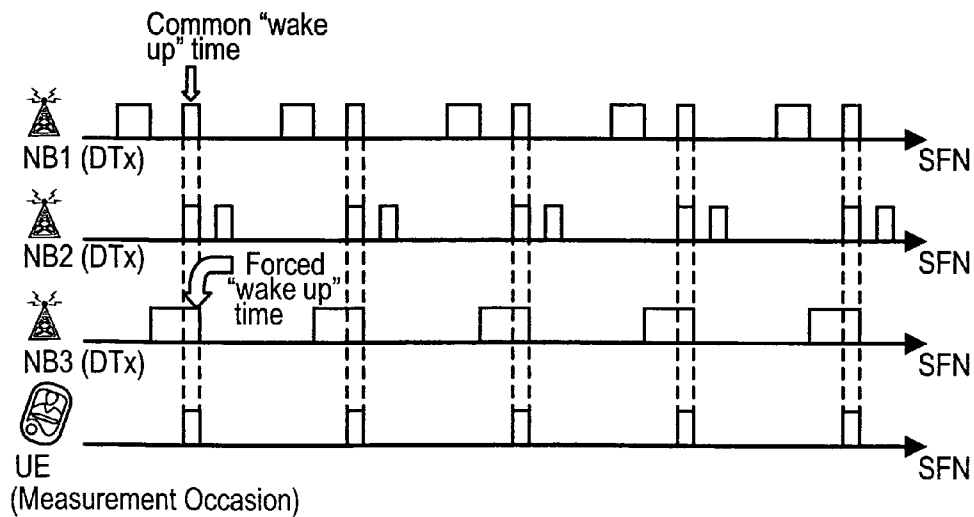 Common “wake
up” time
NB1 (DTx)
SFN
NB2 (DTx)
SFN
Forced
“wake up”
time
NB3 (DTx)
SFN
UE
(Measurement Occasion)
SFN